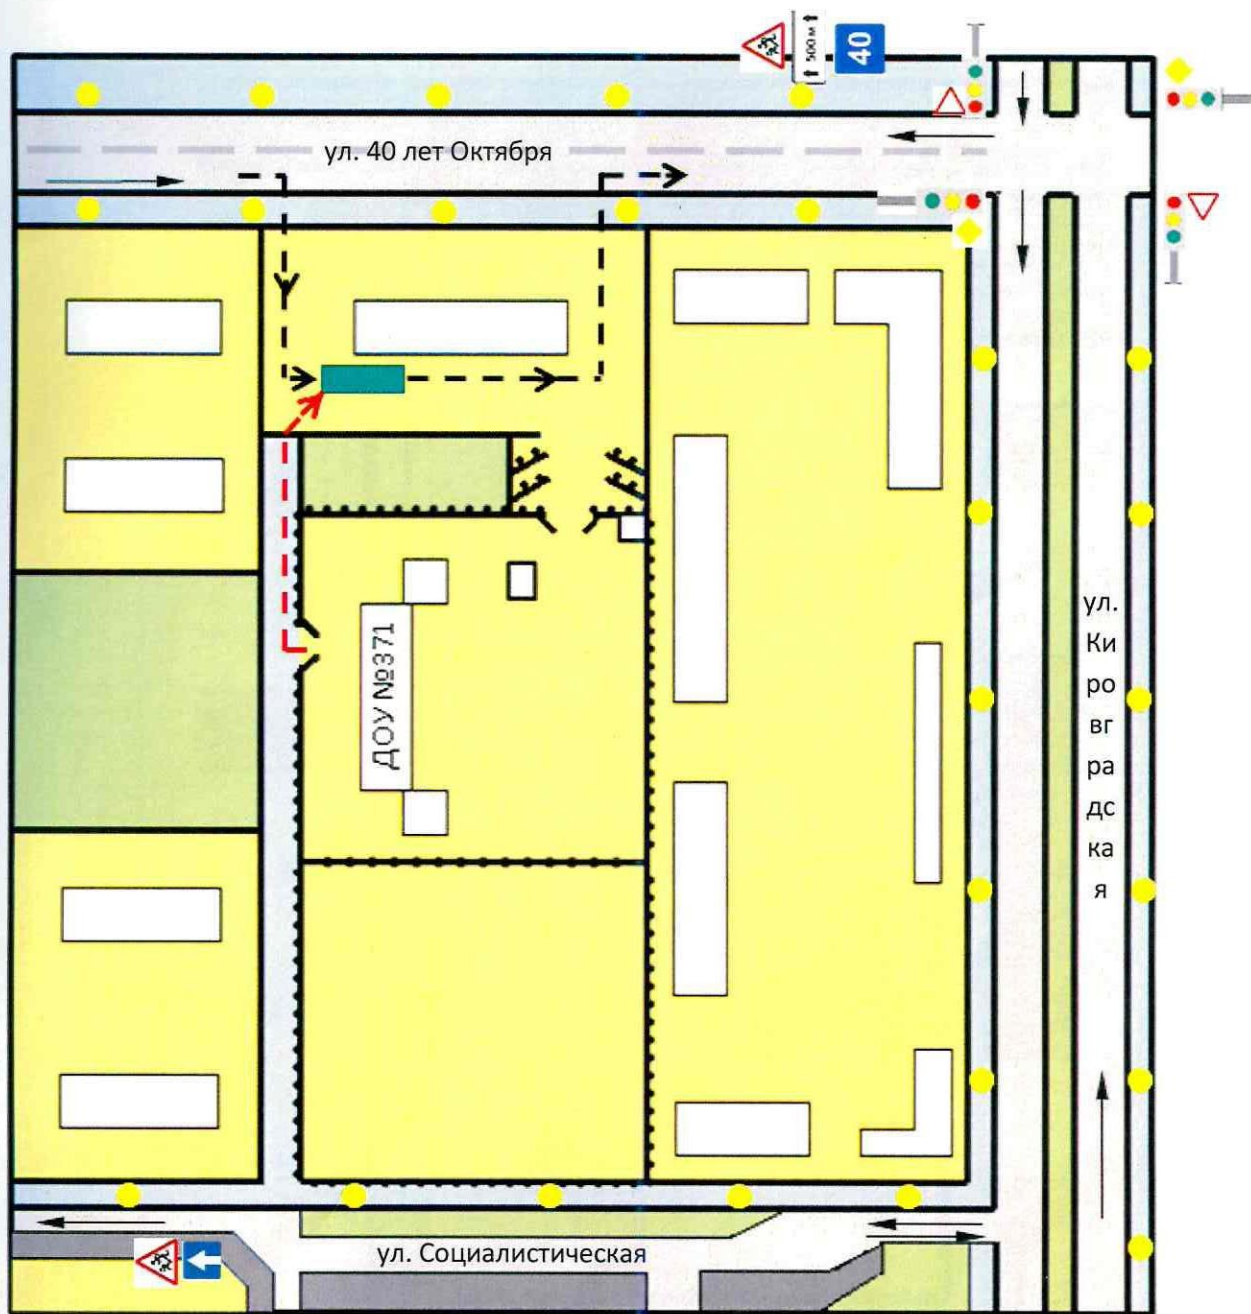 500 м
40
ул. 40 лет Октября
ДОУ №371
ул.
Ки
ро
вг
ра
дс
ка
я
ул. Социалистическая